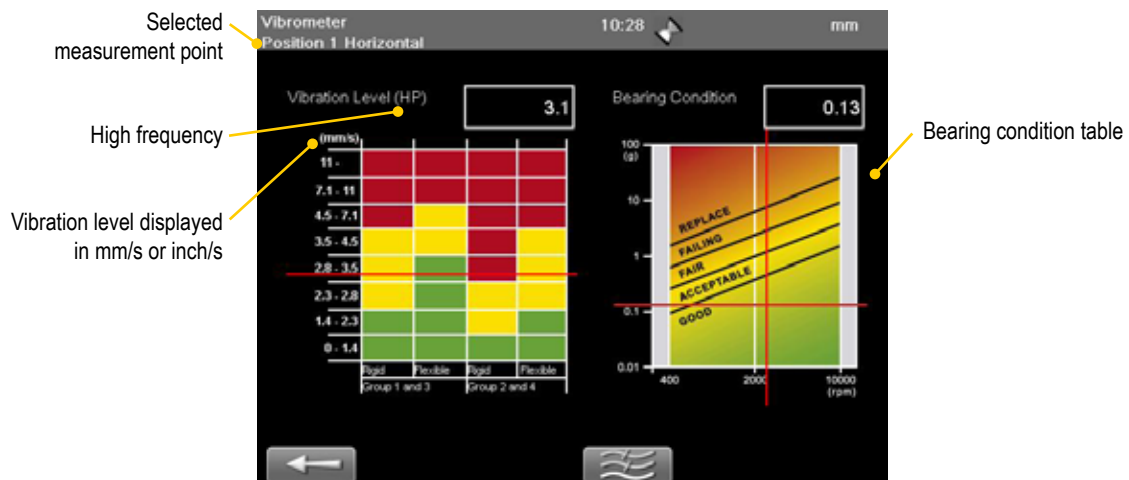 Selected
measurement point
High frequency
Vibration level displayed
in mm/s or inch/s
Vibrometer
Position 1 Horizontal
10:28
mm
Vibration Level (HP)
3.1
(mm/s)
11 -
7.1 - 11
4.5 - 7.1
3.5 - 4.5
2.8 - 3.5
2.3 - 2.8
1.4 - 2.3
0 - 1.4
Rigid Flexible Rigid Flexible
Group 1 and 3 Group 2 and 4
Bearing Condition
0.13
100
(g)
10
1
0.1
0.01
REPLACE
FAILING
FAIR
ACCEPTABLE
GOOD
400 2000 10000
(rpm)
Bearing condition table